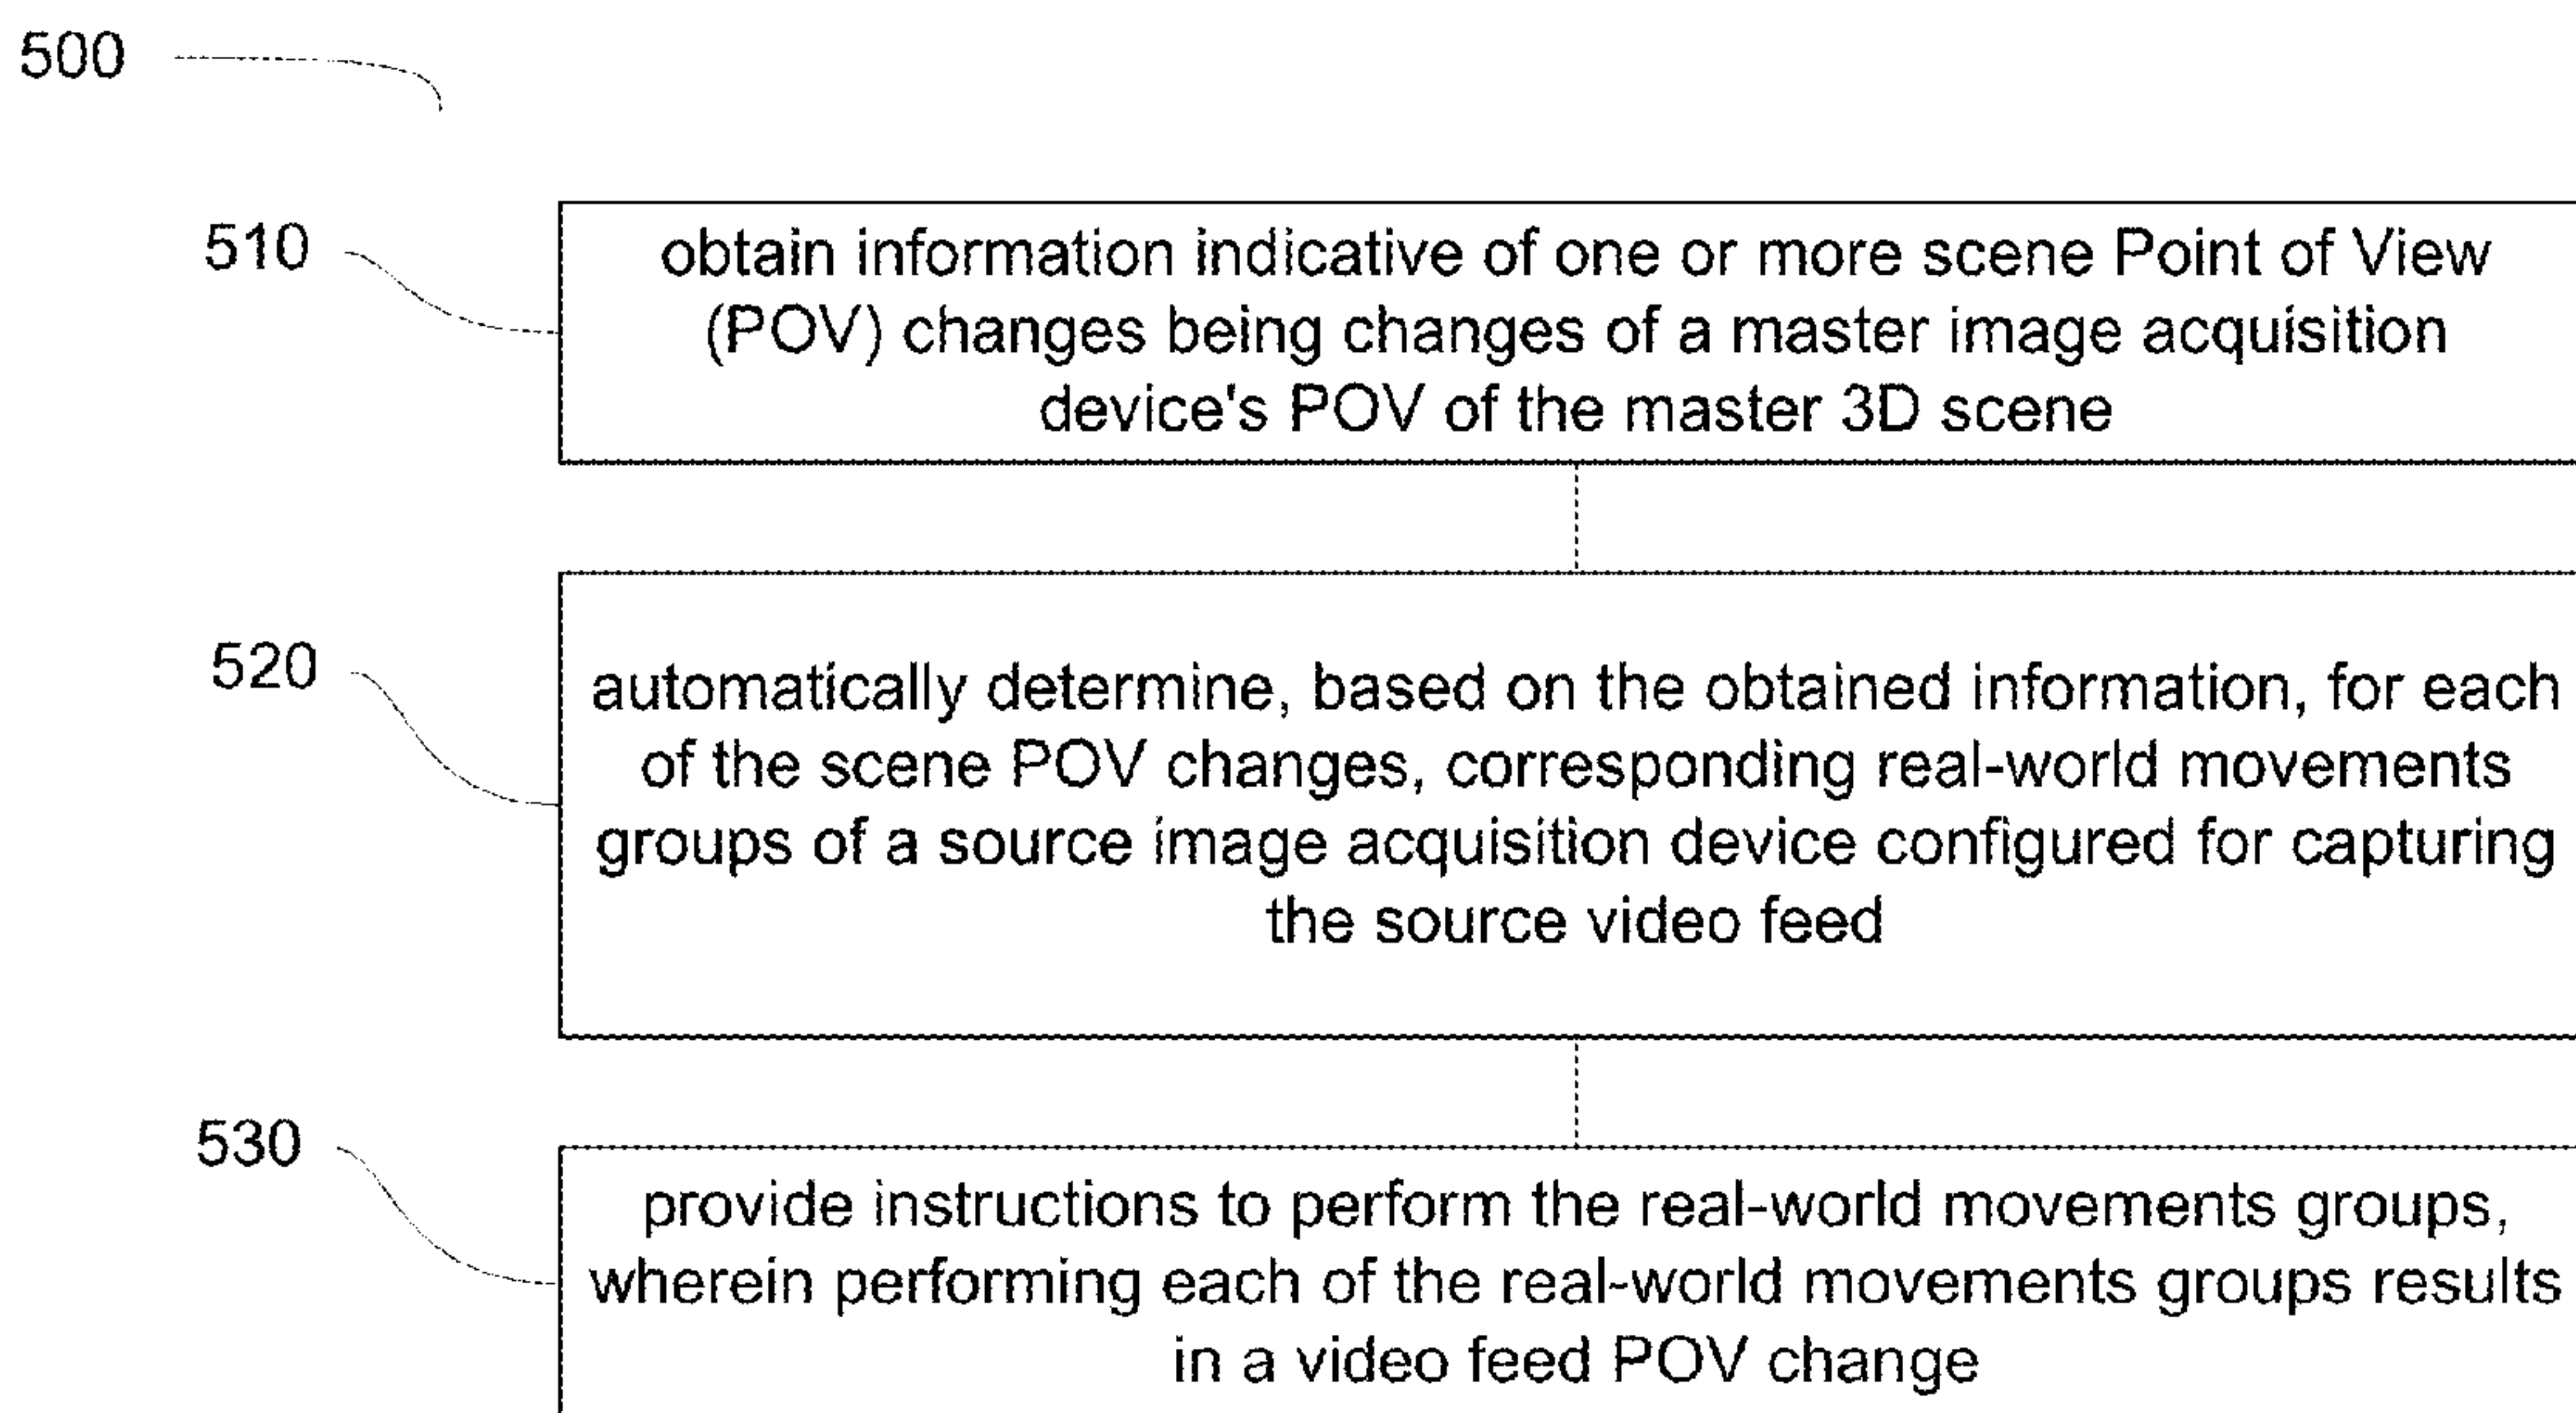 500
510
obtain information indicative of one or more scene Point of View
(POV) changes being changes of a master image acquisition
device's POV of the master 3D scene
520
automatically determine, based on the obtained information, for each
of the scene POV changes, corresponding real-world movements
groups of a source image acquisition device configured for capturing
the source video feed
530
provide instructions to perform the real-world movements groups,
wherein performing each of the real-world movements groups results
in a video feed POV change